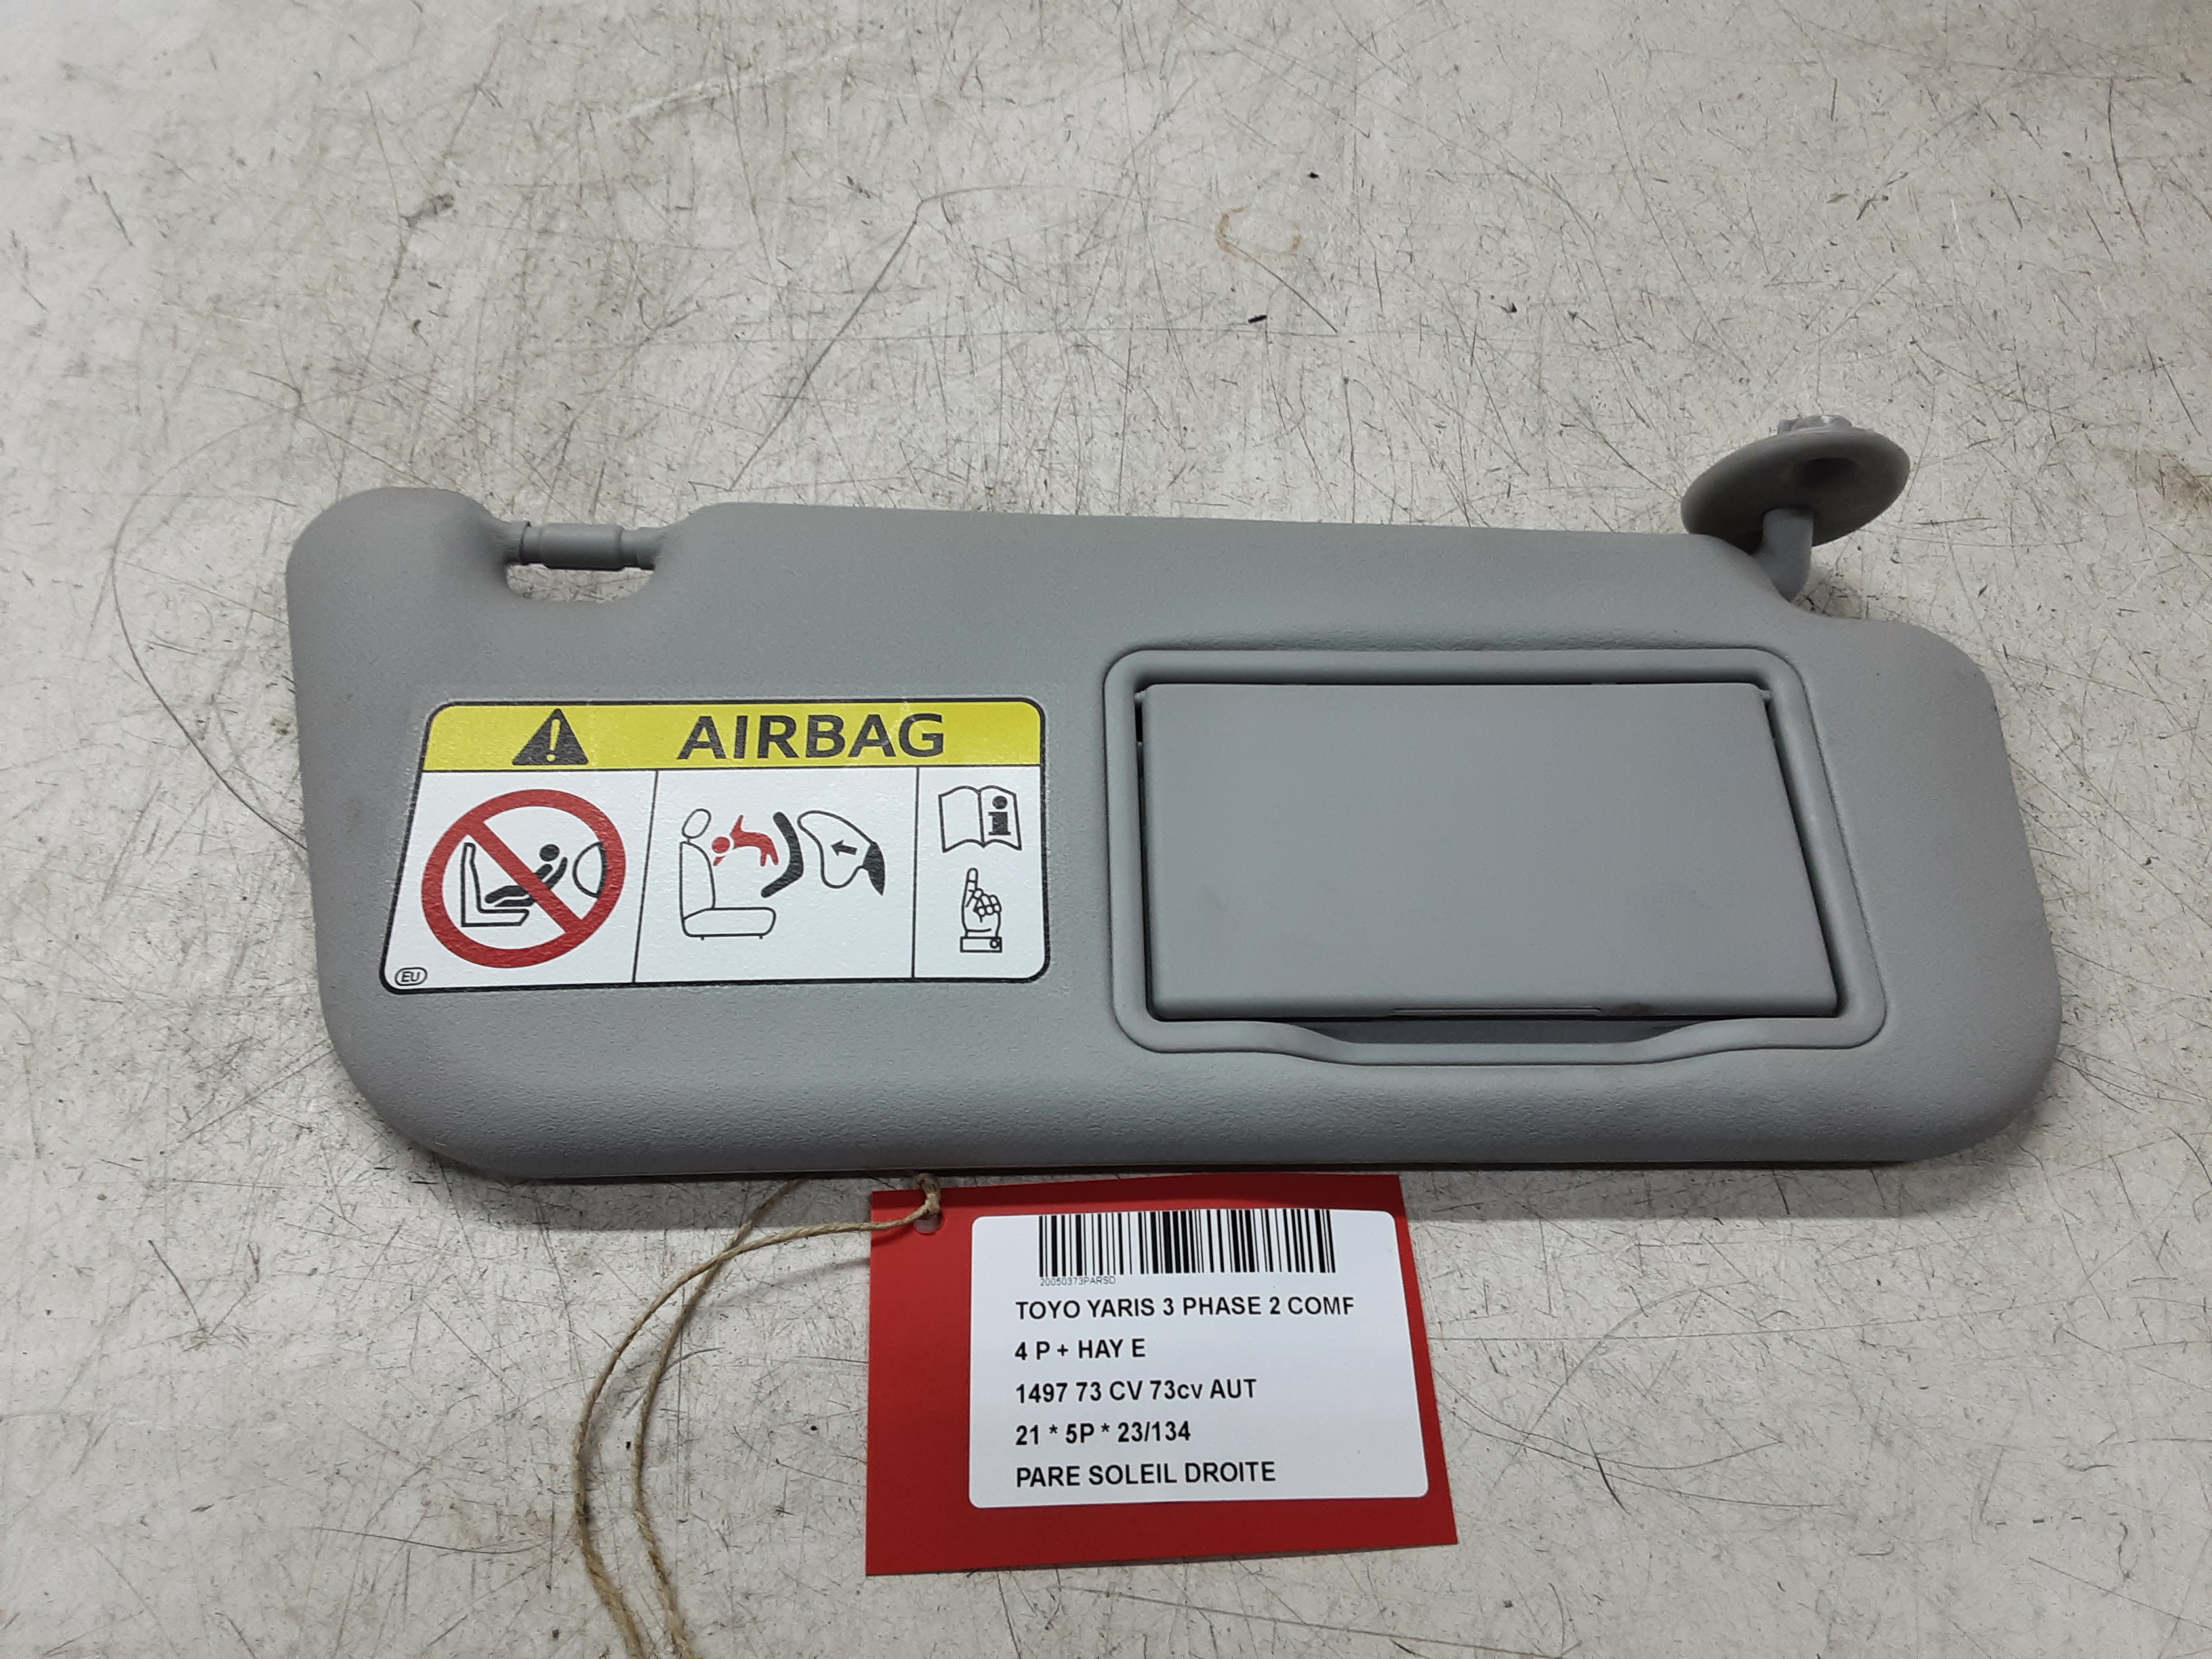 AIRBAG
i
EU
20050373PARSD
TOYO YARIS 3 PHASE 2 COMF
4 P + HAY E
1497 73 CV 73cv AUT
21 * 5P * 23/134
PARE SOLEIL DROITE